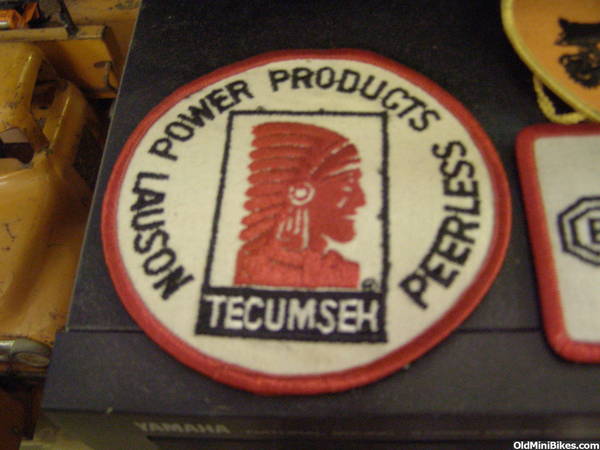 LAUSON POWER PRODUCTS PEERLESS
®
TECUMSEH
YAMAHA
OldMiniBikes.com